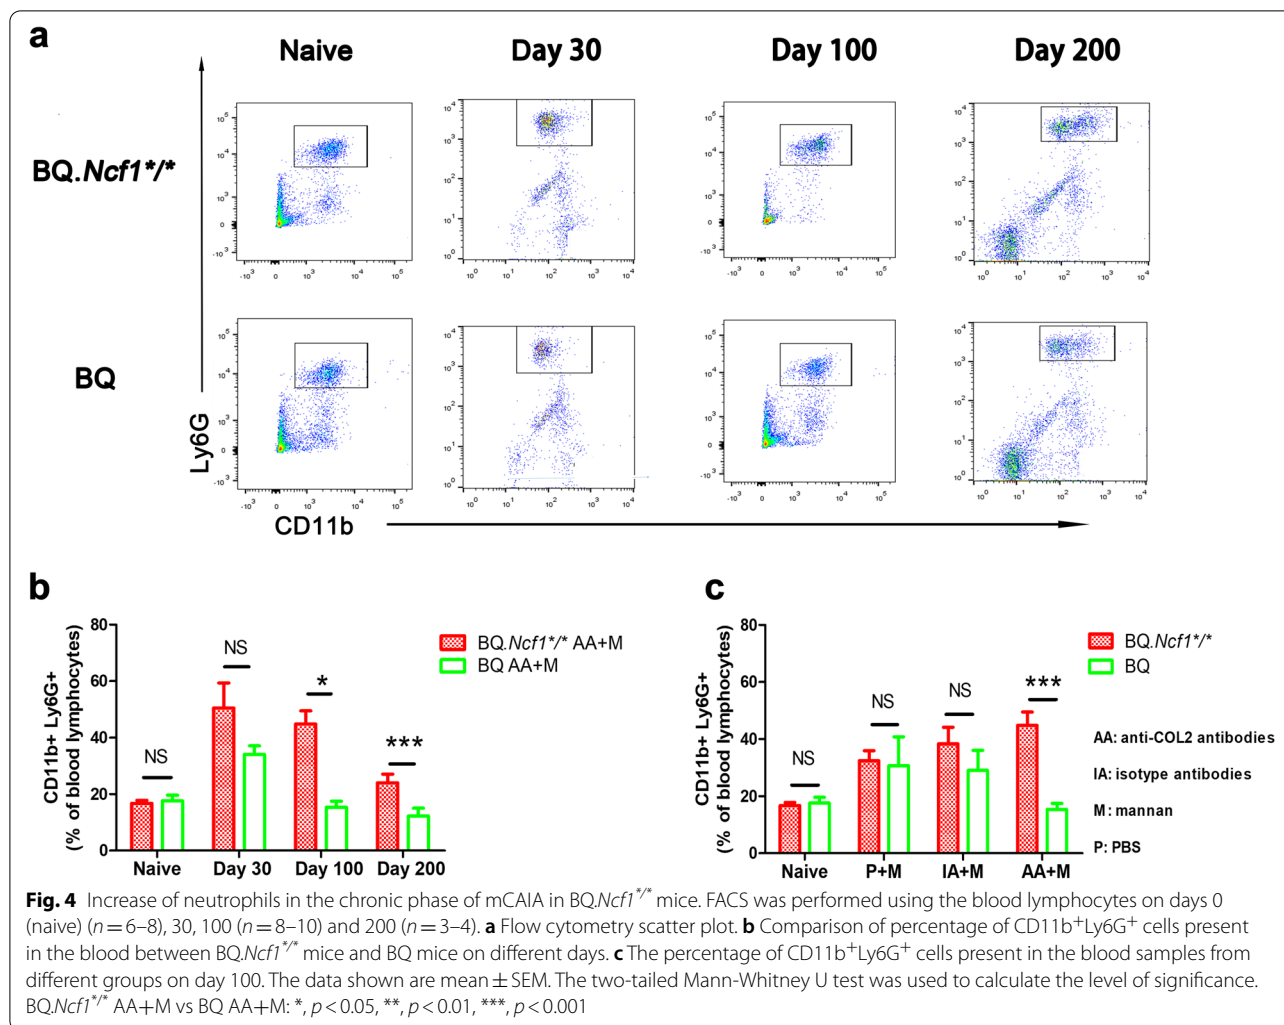 a
Naive Day 30 Day 100 Day 200
BQ.Ncf1*/*
BQ
Ly6G
CD11b
b
CD11b+ Ly6G+
(% of blood lymphocytes)
80
60
40
20
0
NS
NS
*
***
Naive Day 30 Day 100 Day 200
BQ.Ncf1*/* AA+M
BQ AA+M
c
CD11b+ Ly6G+
(% of blood lymphocytes)
80
60
40
20
0
NS
NS
NS
***
Naive P+M IA+M AA+M
BQ.Ncf1*/*
BQ
AA: anti-COL2 antibodies
IA: isotype antibodies
M: mannan
P: PBS
Fig. 4 Increase of neutrophils in the chronic phase of mCAIA in BQ.Ncf1*/* mice. FACS was performed using the blood lymphocytes on days 0
(naive) (n = 6–8), 30, 100 (n = 8–10) and 200 (n = 3–4). a Flow cytometry scatter plot. b Comparison of percentage of CD11b+Ly6G+ cells present
in the blood between BQ.Ncf1*/* mice and BQ mice on different days. c The percentage of CD11b+Ly6G+ cells present in the blood samples from
different groups on day 100. The data shown are mean ± SEM. The two-tailed Mann-Whitney U test was used to calculate the level of significance.
BQ.Ncf1*/* AA+M vs BQ AA+M: *, p < 0.05, **, p < 0.01, ***, p < 0.001